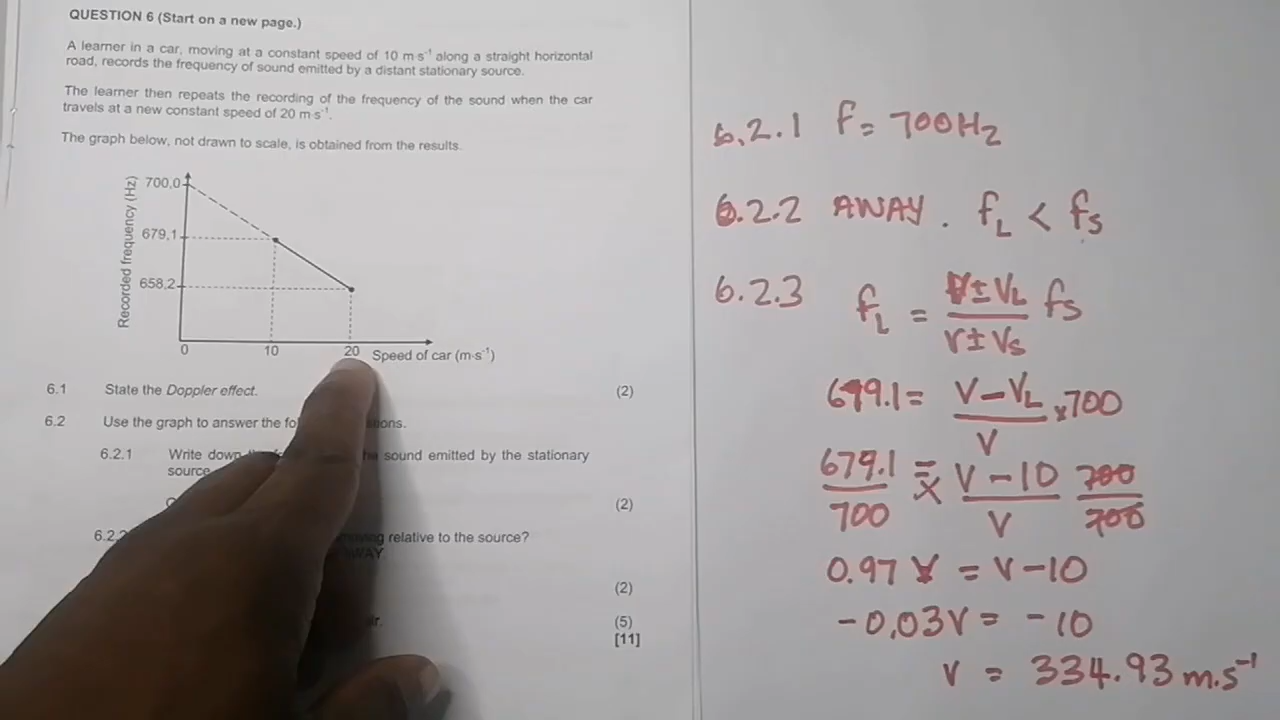 QUESTION 6 (Start on a new page.)
A learner in a car, moving at a constant speed of 10 m·s⁻¹ along a straight horizontal
road, records the frequency of sound emitted by a distant stationary source.
The learner then repeats the recording of the frequency of the sound when the car
travels at a new constant speed of 20 m·s⁻¹.
The graph below, not drawn to scale, is obtained from the results.
Recorded frequency (Hz)
700,0
679,1
658,2
0 10 20 Speed of car (m·s⁻¹)
6.1 State the Doppler effect. (2)
6.2 Use the graph to answer the
6.2.1 Write down sound emitted by the stationary
source (2)
moving relative to the source?
AWAY
(2)
(5)
[11]
6.2.1 f = 700Hz
6.2.2 AWAY. fL < fS
6.2.3 fL = V ± VL / V ± VS fS
679.1 = V - VL / V × 700
679.1 / 700 = × V - 10 / V 700 / 700
0.97 V = V - 10
-0,03V = -10
V = 334.93 m.s⁻¹